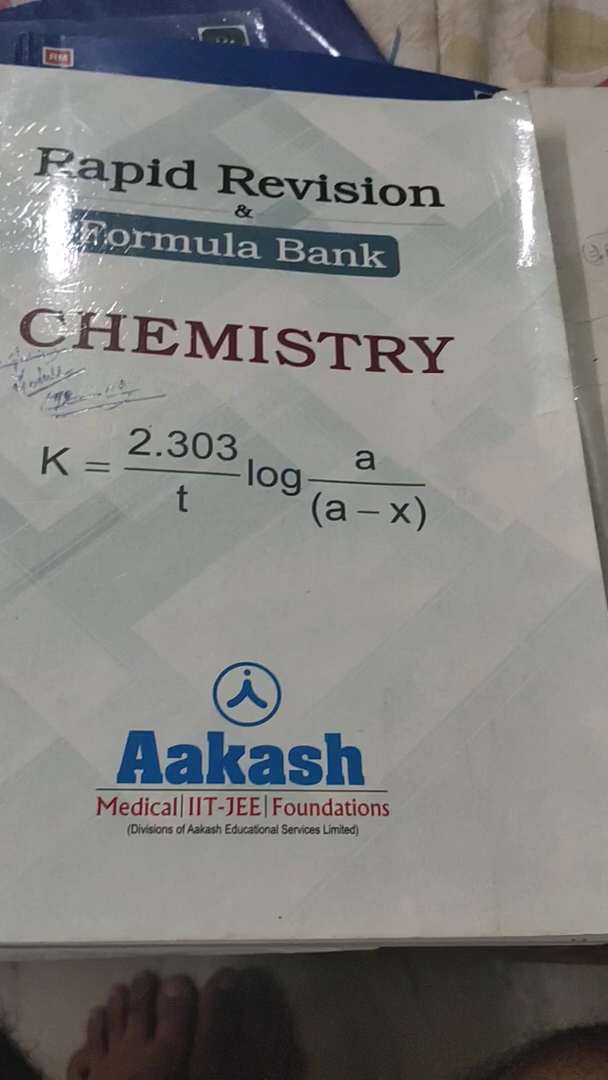 RM
Rapid Revision
&
Formula Bank
CHEMISTRY
K = 2.303/t log a/(a – x)
Aakash
Medical|IIT-JEE|Foundations
(Divisions of Aakash Educational Services Limited)